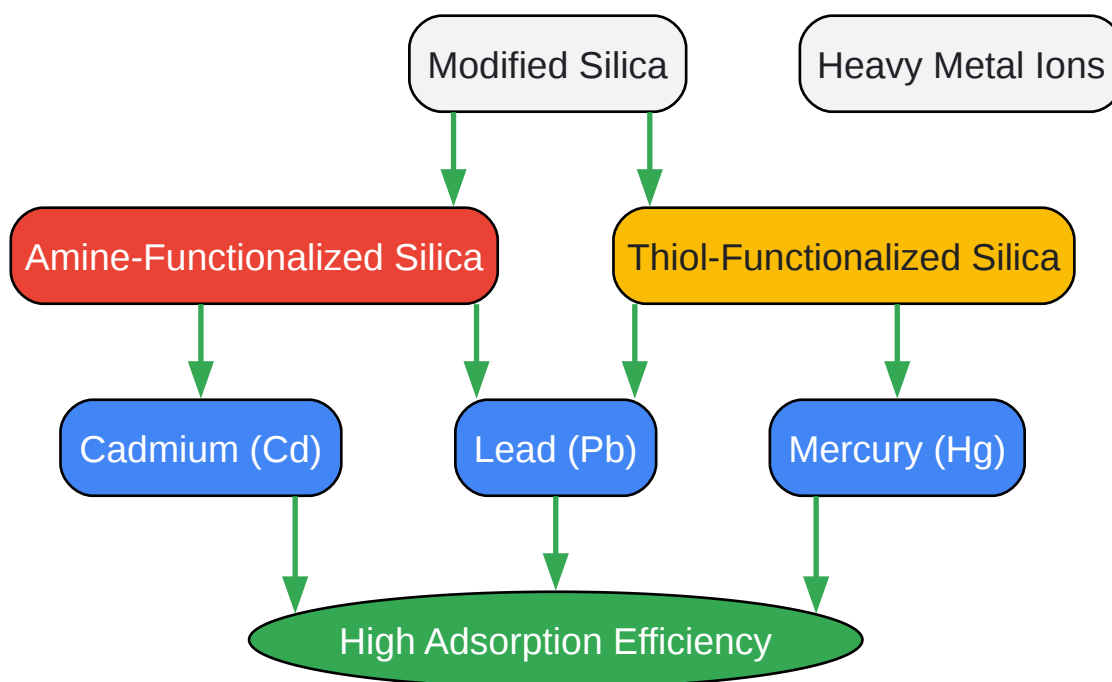 Modified Silica
Heavy Metal Ions
Amine-Functionalized Silica
Thiol-Functionalized Silica
Cadmium (Cd)
Lead (Pb)
Mercury (Hg)
High Adsorption Efficiency